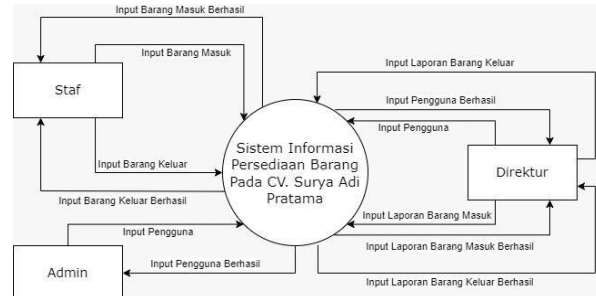 Input Barang Masuk Berhasil
Input Barang Masuk
Input Laporan Barang Keluar
Staf
Input Pengguna Berhasil
Input Pengguna
Sistem Informasi
Persediaan Barang
Pada CV. Surya Adi
Pratama
Input Barang Keluar
Direktur
Input Barang Keluar Berhasil
Input Laporan Barang Masuk
Input Pengguna
Input Laporan Barang Masuk Berhasil
Input Pengguna Berhasil
Admin
Input Laporan Barang Keluar Berhasil